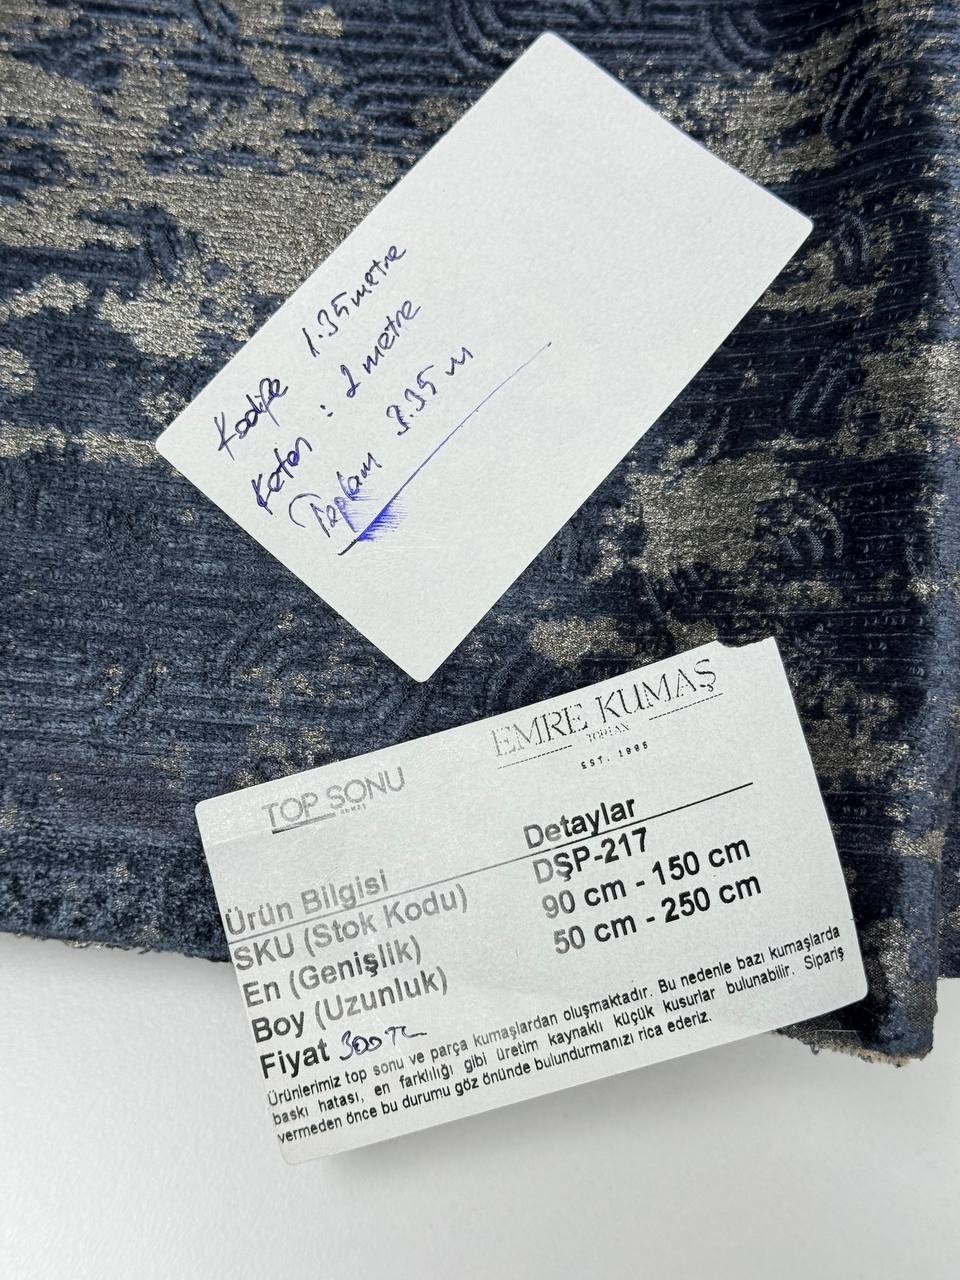 Kadife 1.35 metre
Keten : 2 metre
Toplam 3.35 m
TOP SONU
EMRE KUMAŞ
TOPTAN
EST. 1995
Ürün Bilgisi Detaylar
SKU (Stok Kodu) DŞP-217
En (Genişlik) 90 cm - 150 cm
Boy (Uzunluk) 50 cm - 250 cm
Fiyat 300 TL
Ürünlerimiz top sonu ve parça kumaşlardan oluşmaktadır. Bu nedenle bazı kumaşlarda
baskı hatası, en farklılığı gibi üretim kaynaklı küçük kusurlar bulunabilir. Sipariş
vermeden önce bu durumu göz önünde bulundurmanızı rica ederiz.